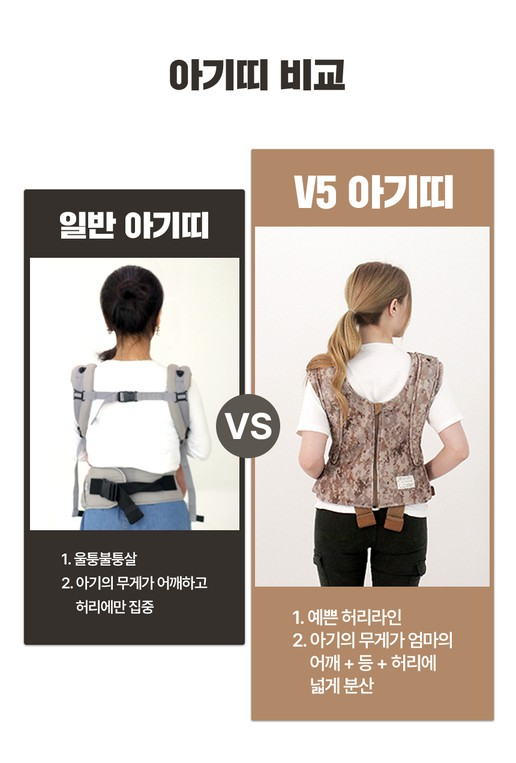 아기띠 비교
일반 아기띠
V5 아기띠
VS
1. 울퉁불퉁살
2. 아기의 무게가 어깨하고
허리에만 집중
1. 예쁜 허리라인
2. 아기의 무게가 엄마의
어깨 + 등 + 허리에
넓게 분산